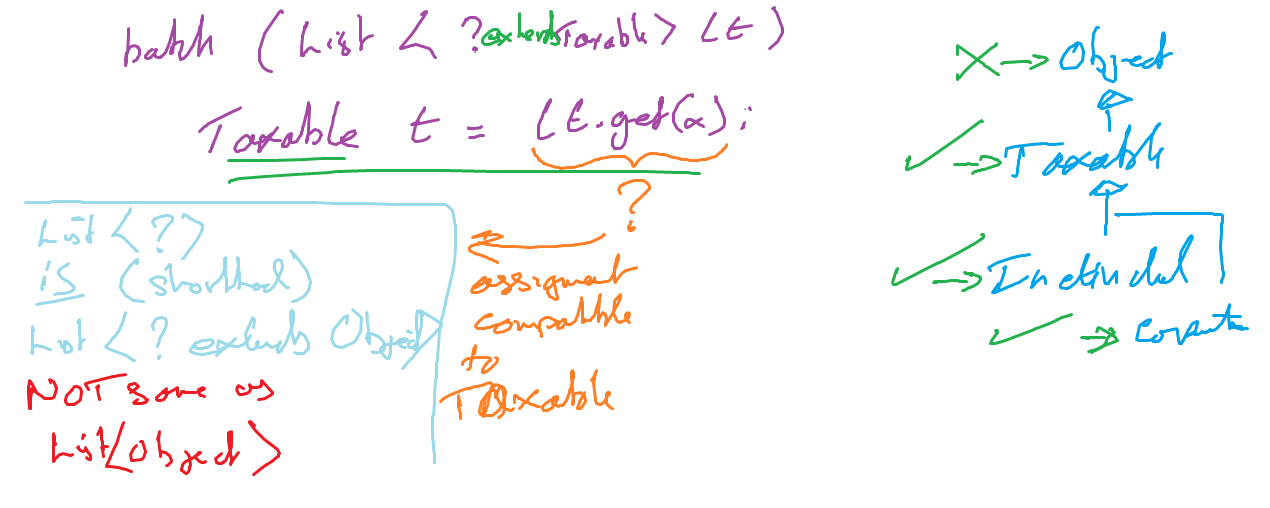 batch (List < ? extends Taxable> Lt)
Taxable t = Lt.get(x);
?
assignment
compatible
to
Taxable
List <?>
is (shorthand)
List < ? extends Object>
NOT same as
List<Object>
X → Object
→ Taxable
→ Individual
→